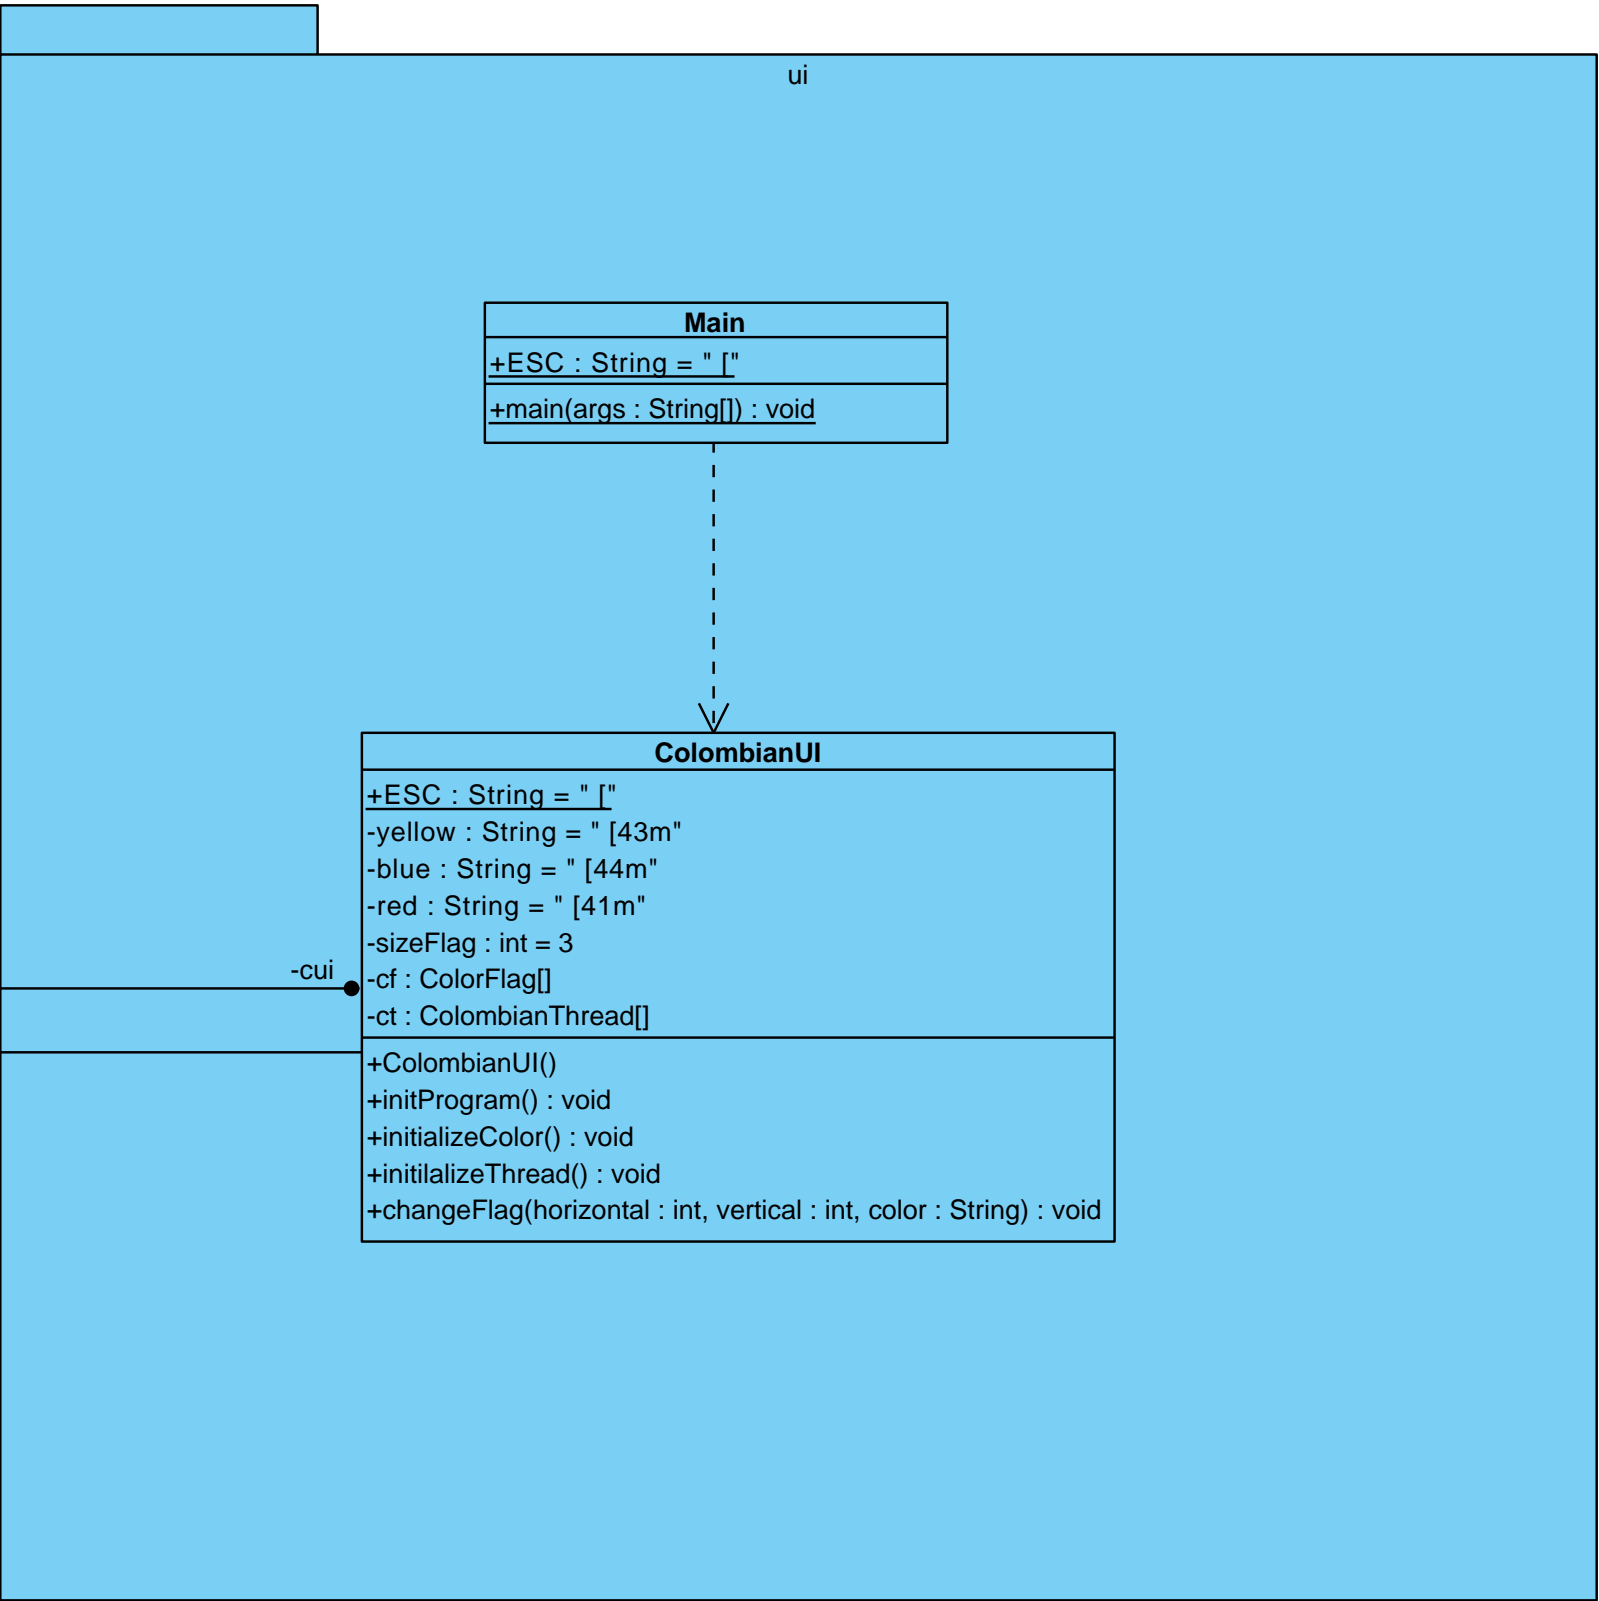 ui
Main
+ESC : String = " ["
+main(args : String[]) : void
ColombianUI
+ESC : String = " ["
-yellow : String = " [43m"
-blue : String = " [44m"
-red : String = " [41m"
-sizeFlag : int = 3
-cui
-cf : ColorFlag[]
-ct : ColombianThread[]
+ColombianUI()
+initProgram() : void
+initializeColor() : void
+initilalizeThread() : void
+changeFlag(horizontal : int, vertical : int, color : String) : void